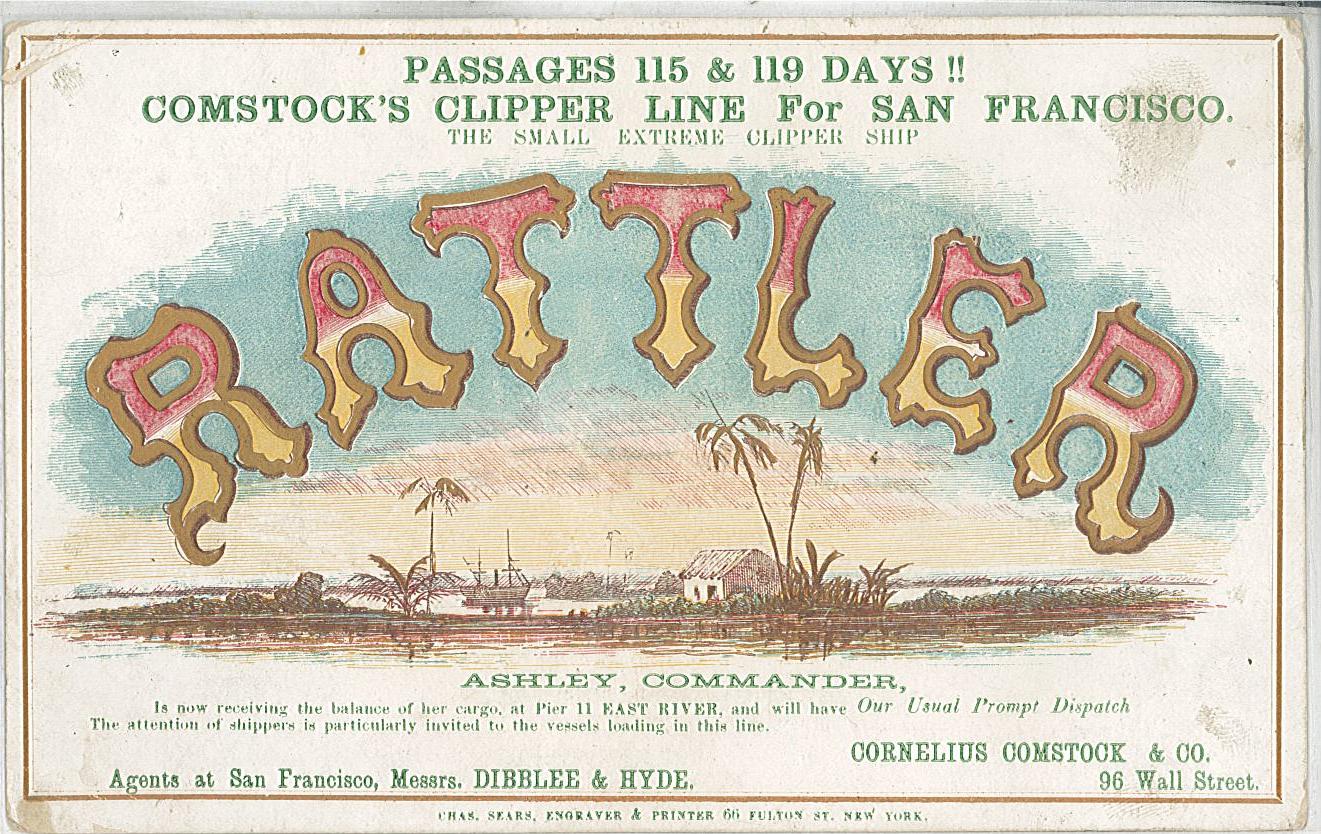 PASSAGES 115 & 119 DAYS !!
COMSTOCK'S CLIPPER LINE For SAN FRANCISCO.
THE SMALL EXTREME CLIPPER SHIP
RATTLER
ASHLEY, COMMANDER,
Is now receiving the balance of her cargo, at Pier 11 EAST RIVER, and will have Our Usual Prompt Dispatch
The attention of shippers is particularly invited to the vessels loading in this line.
CORNELIUS COMSTOCK & CO.
Agents at San Francisco, Messrs. DIBBLEE & HYDE. 96 Wall Street.
CHAS. SEARS, ENGRAVER & PRINTER 66 FULTON ST. NEW YORK.